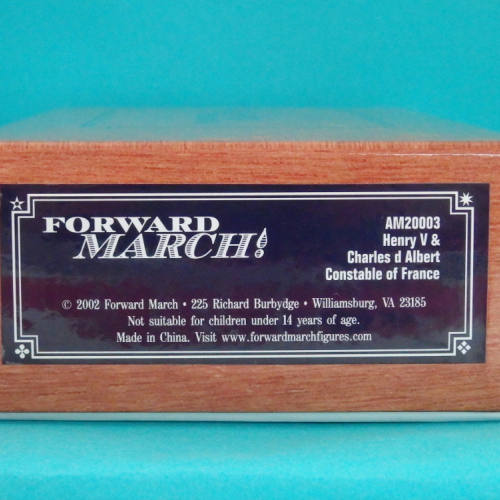 FORWARD
MARCH!
AM20003
Henry V &
Charles d Albert
Constable of France
© 2002 Forward March • 225 Richard Burbydge • Williamsburg, VA 23185
Not suitable for children under 14 years of age.
Made in China. Visit www.forwardmarchfigures.com